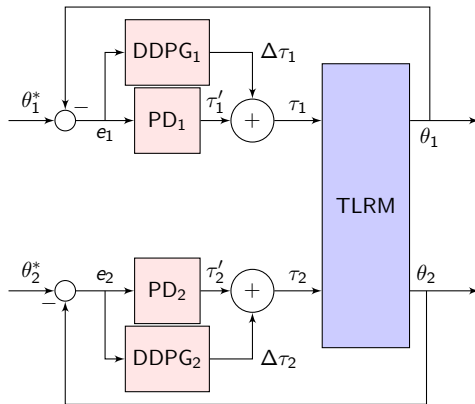 DDPG₁ Δτ₁
θ₁* − e₁ PD₁ τ₁′ + τ₁ θ₁
TLRM
θ₂* − e₂ PD₂ τ₂′ + τ₂ θ₂
DDPG₂ Δτ₂